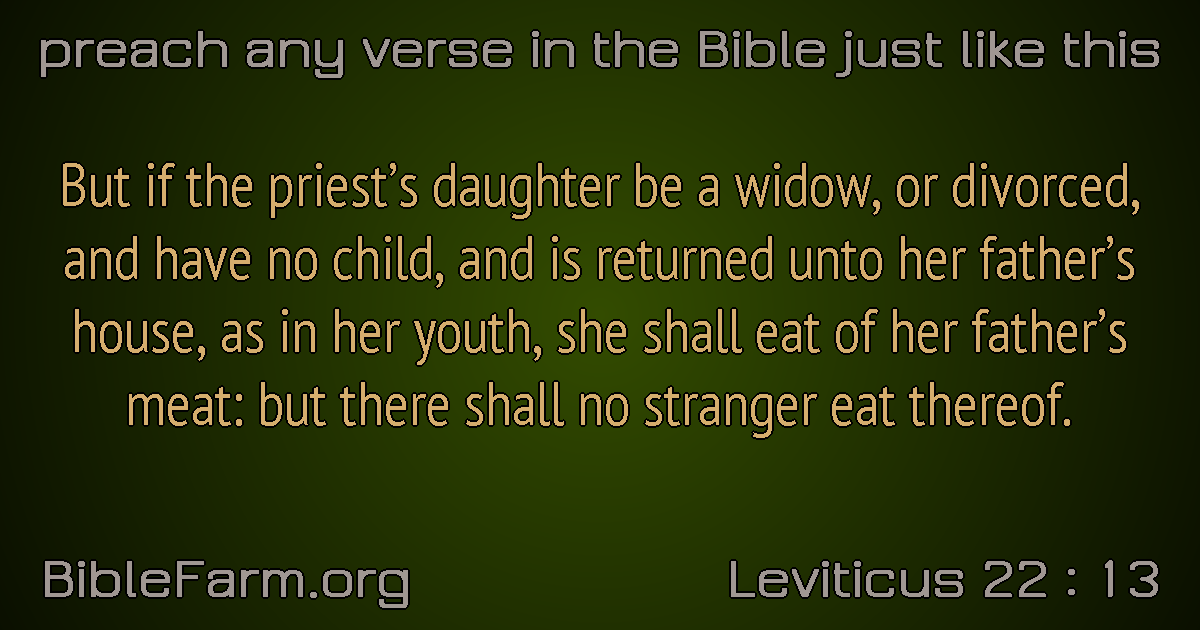 preach any verse in the Bible just like this
But if the priest’s daughter be a widow, or divorced,
and have no child, and is returned unto her father’s
house, as in her youth, she shall eat of her father’s
meat: but there shall no stranger eat thereof.
BibleFarm.org
Leviticus 22 : 13